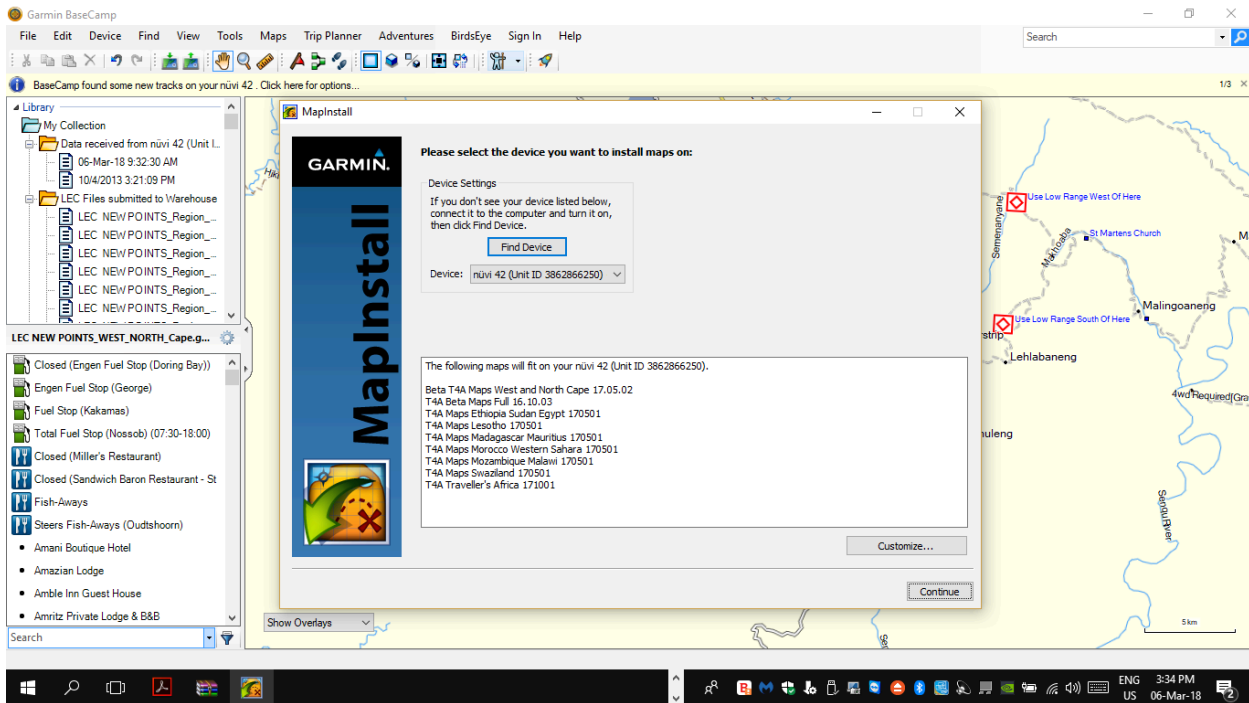 Garmin BaseCamp
File Edit Device Find View Tools Maps Trip Planner Adventures BirdsEye Sign In Help
Search
BaseCamp found some new tracks on your nüvi 42 . Click here for options...
1/3
Library
My Collection
Data received from nüvi 42 (Unit I...
06-Mar-18 9:32:30 AM
10/4/2013 3:21:09 PM
LEC Files submitted to Warehouse
LEC NEW POINTS_Region_...
LEC NEW POINTS_Region_...
LEC NEW POINTS_Region_...
LEC NEW POINTS_Region_...
LEC NEW POINTS_Region_...
LEC NEW POINTS_Region_...
LEC NEW POINTS_WEST_NORTH_Cape.g...
Closed (Engen Fuel Stop (Doring Bay))
Engen Fuel Stop (George)
Fuel Stop (Kakamas)
Total Fuel Stop (Nossob) (07:30-18:00)
Closed (Miller's Restaurant)
Closed (Sandwich Baron Restaurant - St
Fish-Aways
Steers Fish-Aways (Oudtshoorn)
Amani Boutique Hotel
Amazian Lodge
Amble Inn Guest House
Amritz Private Lodge & B&B
Search
MapInstall
GARMIN.
MapInstall
Please select the device you want to install maps on:
Device Settings
If you don't see your device listed below,
connect it to the computer and turn it on,
then click Find Device.
Find Device
Device: nüvi 42 (Unit ID 3862866250)
The following maps will fit on your nüvi 42 (Unit ID 3862866250).
Beta T4A Maps West and North Cape 17.05.02
T4A Beta Maps Full 16.10.03
T4A Maps Ethiopia Sudan Egypt 170501
T4A Maps Lesotho 170501
T4A Maps Madagascar Mauritius 170501
T4A Maps Morocco Western Sahara 170501
T4A Maps Mozambique Malawi 170501
T4A Maps Swaziland 170501
T4A Traveller's Africa 171001
Customize...
Continue
Show Overlays
Use Low Range West Of Here
Semenanyane
Makhoaba
St Martens Church
M
Malingoaneng
Use Low Range South Of Here
strip
Lehlabaneng
4wd Required(Gra
nuleng
Senqu River
5 km
ENG
US
3:34 PM
06-Mar-18
2